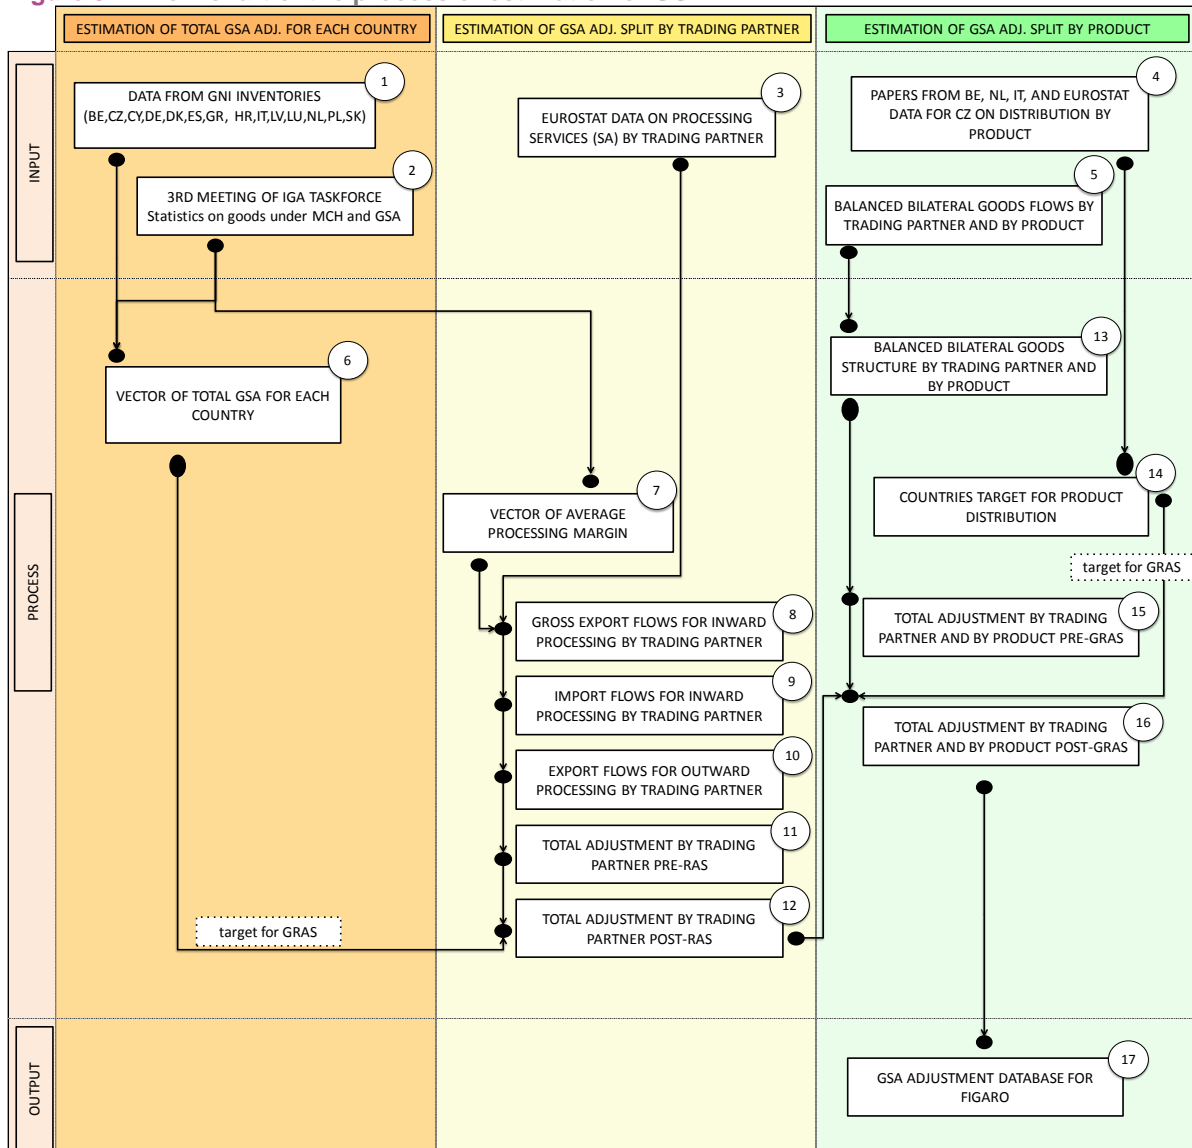 ESTIMATION OF TOTAL GSA ADJ. FOR EACH COUNTRY
ESTIMATION OF GSA ADJ. SPLIT BY TRADING PARTNER
ESTIMATION OF GSA ADJ. SPLIT BY PRODUCT
INPUT
1
DATA FROM GNI INVENTORIES
(BE,CZ,CY,DE,DK,ES,GR, HR,IT,LV,LU,NL,PL,SK)
2
3RD MEETING OF IGA TASKFORCE
Statistics on goods under MCH and GSA
3
EUROSTAT DATA ON PROCESSING
SERVICES (SA) BY TRADING PARTNER
4
PAPERS FROM BE, NL, IT, AND EUROSTAT
DATA FOR CZ ON DISTRIBUTION BY
PRODUCT
5
BALANCED BILATERAL GOODS FLOWS BY
TRADING PARTNER AND BY PRODUCT
PROCESS
6
VECTOR OF TOTAL GSA FOR EACH
COUNTRY
target for GRAS
7
VECTOR OF AVERAGE
PROCESSING MARGIN
8
GROSS EXPORT FLOWS FOR INWARD
PROCESSING BY TRADING PARTNER
9
IMPORT FLOWS FOR INWARD
PROCESSING BY TRADING PARTNER
10
EXPORT FLOWS FOR OUTWARD
PROCESSING BY TRADING PARTNER
11
TOTAL ADJUSTMENT BY TRADING
PARTNER PRE-RAS
12
TOTAL ADJUSTMENT BY TRADING
PARTNER POST-RAS
13
BALANCED BILATERAL GOODS
STRUCTURE BY TRADING PARTNER AND
BY PRODUCT
14
COUNTRIES TARGET FOR PRODUCT
DISTRIBUTION
target for GRAS
15
TOTAL ADJUSTMENT BY TRADING
PARTNER AND BY PRODUCT PRE-GRAS
16
TOTAL ADJUSTMENT BY TRADING
PARTNER AND BY PRODUCT POST-GRAS
OUTPUT
17
GSA ADJUSTMENT DATABASE FOR
FIGARO